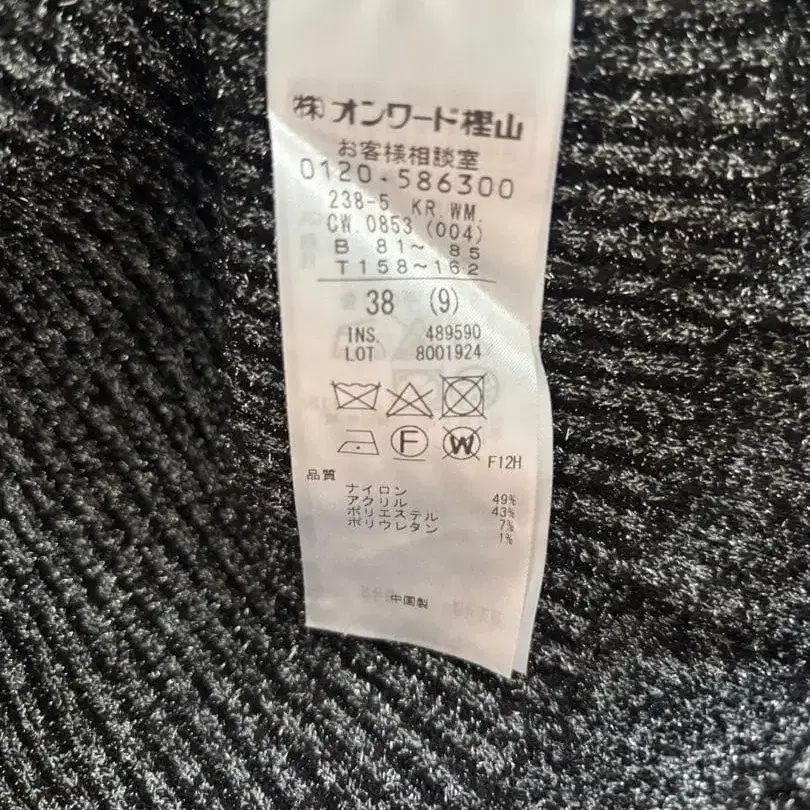 ㈱オンワード樫山
お客様相談室
0120-586300
238-5 KR.WM.
CW.0853 (004)
B 81~ 85
T158~162
38 (9)
INS. 489590
LOT 8001924
F
W
F12H
品質
ナイロン 49%
アクリル 43%
ポリエステル 7%
ポリウレタン 1%
中国製